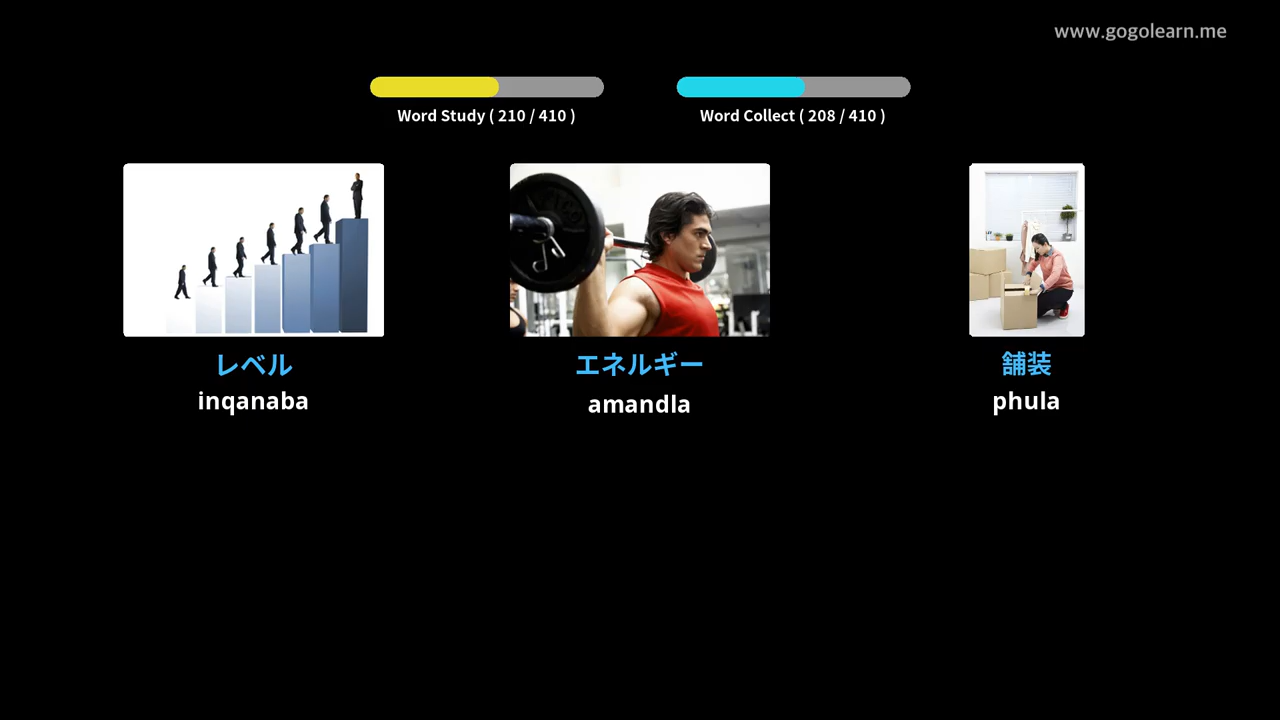 www.gogolearn.me
Word Study ( 210 / 410 )
Word Collect ( 208 / 410 )
レベル
inqanaba
エネルギー
amandla
舗装
phula